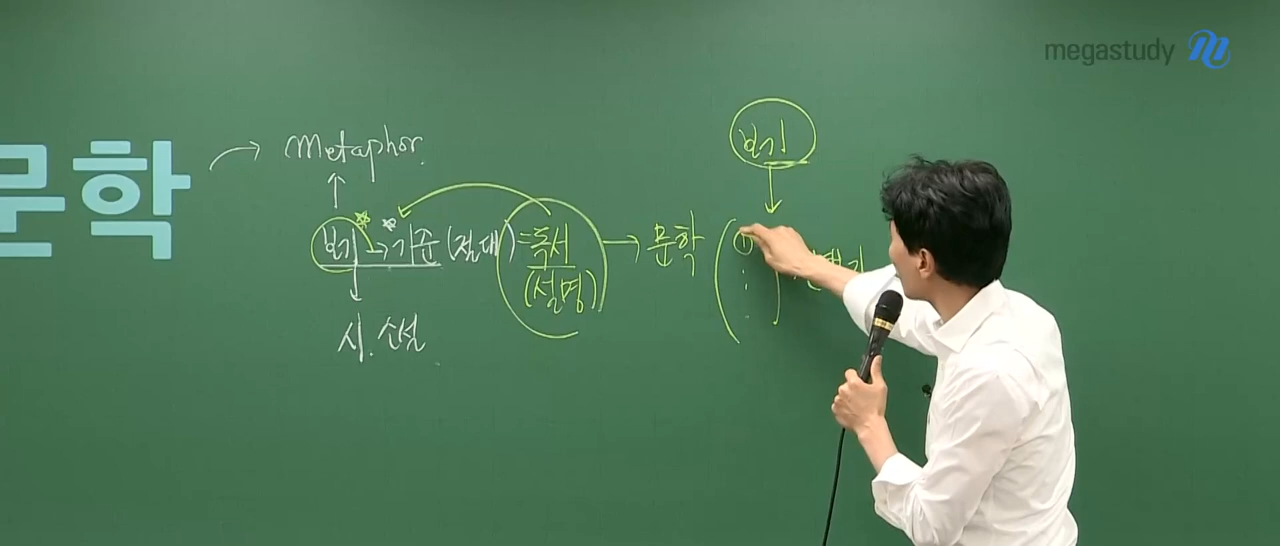 megastudy
문학
metaphor.
보기
보기 → 기준 (절대) = 독서 → 문학 ( ①
(설명)
시. 소설